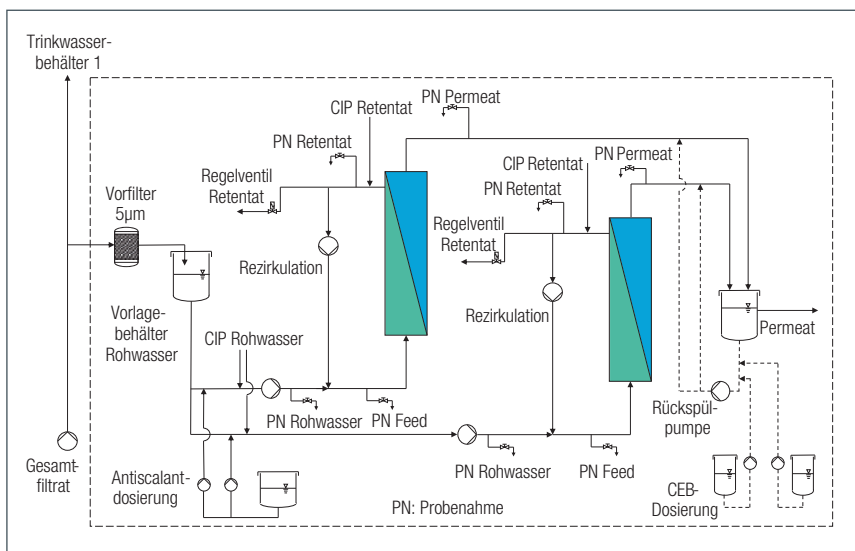 Trinkwasser-
behälter 1
PN Permeat
CIP Retentat
PN Retentat
PN Permeat
CIP Retentat
PN Retentat
Regelventil
Retentat
Vorfilter
5µm
Regelventil
Retentat
Rezirkulation
Rezirkulation
Vorlage-
behälter
Rohwasser
CIP Rohwasser
Permeat
PN Rohwasser
PN Feed
Rückspül-
pumpe
PN Rohwasser
PN Feed
Gesamt-
filtrat
Antiscalant-
dosierung
CEB-
Dosierung
PN: Probenahme